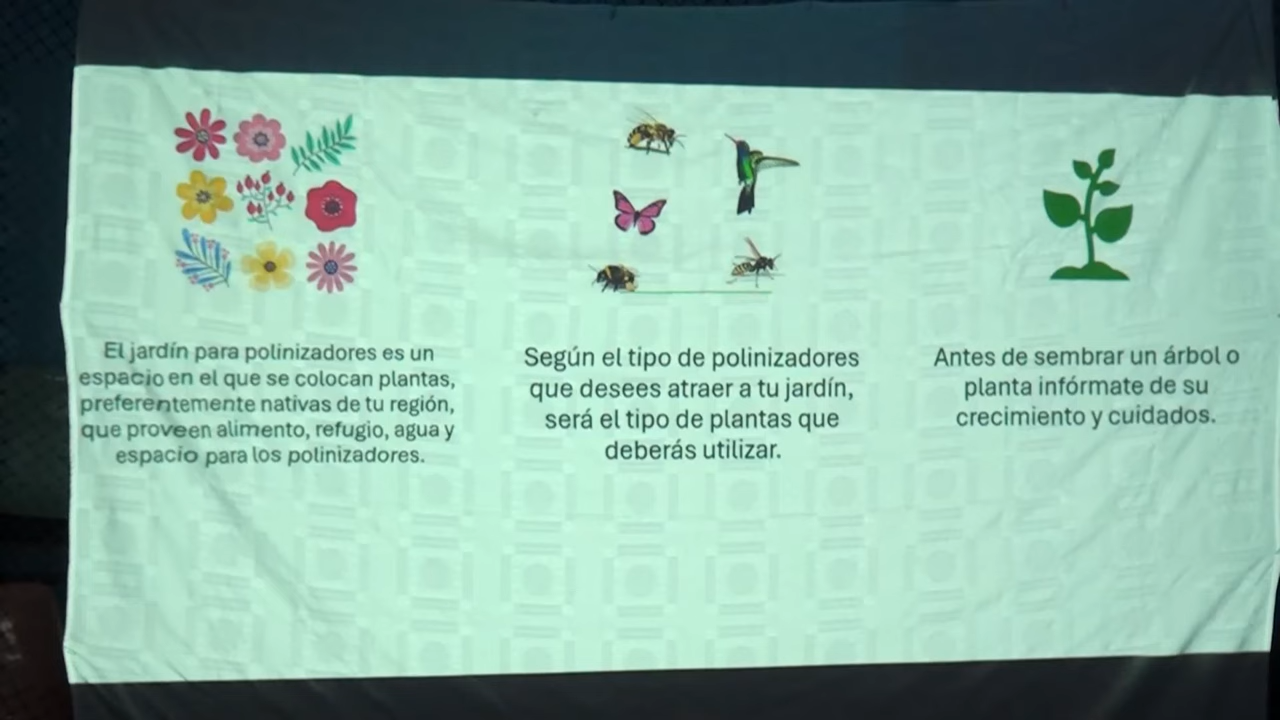 El jardín para polinizadores es un
espacio en el que se colocan plantas,
preferentemente nativas de tu región,
que proveen alimento, refugio, agua y
espacio para los polinizadores.
Según el tipo de polinizadores
que desees atraer a tu jardín,
será el tipo de plantas que
deberás utilizar.
Antes de sembrar un árbol o
planta infórmate de su
crecimiento y cuidados.